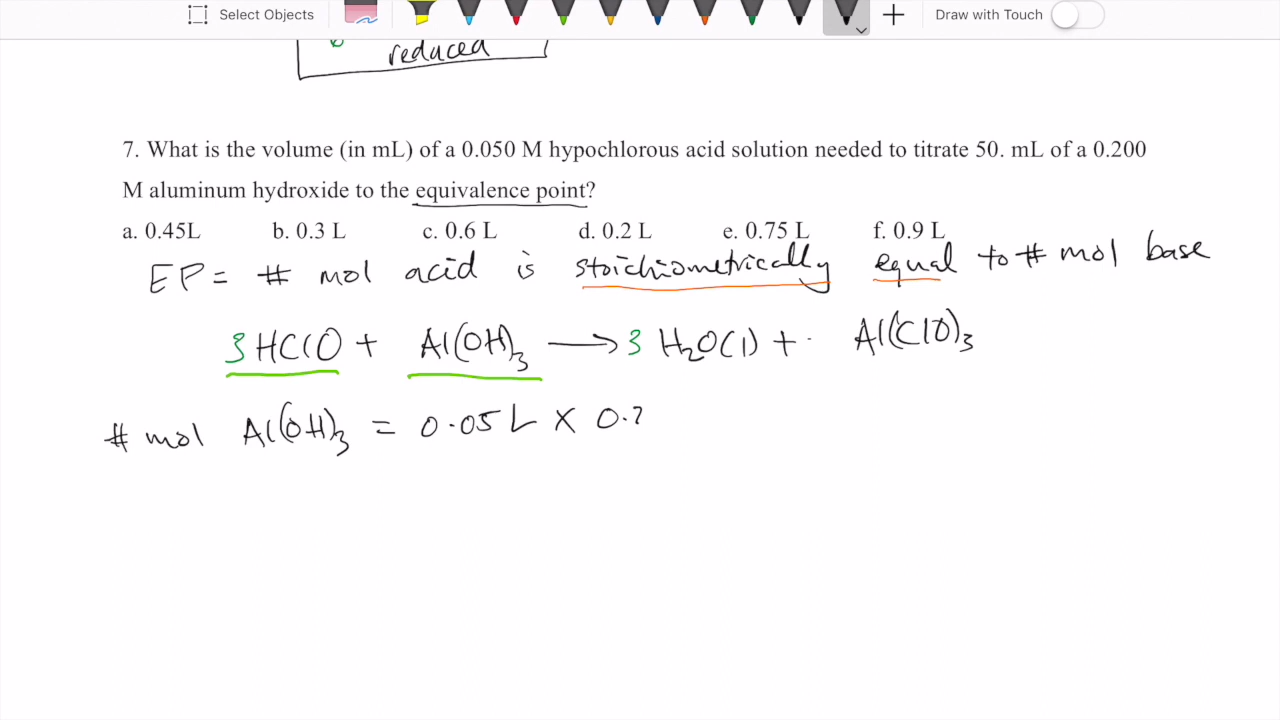 Select Objects
Draw with Touch
reduced
7. What is the volume (in mL) of a 0.050 M hypochlorous acid solution needed to titrate 50. mL of a 0.200
M aluminum hydroxide to the equivalence point?
a. 0.45L b. 0.3 L c. 0.6 L d. 0.2 L e. 0.75 L f. 0.9 L
EP = # mol acid is stoichiometrically equal to # mol base
3HClO + Al(OH)₃ ⟶ 3 H₂O(l) + Al(ClO)₃
# mol Al(OH)₃ = 0.05 L X 0.